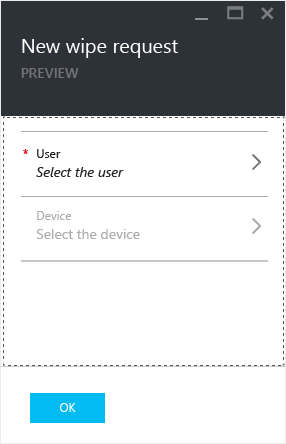 New wipe request
PREVIEW
* User
Select the user
Device
Select the device
OK